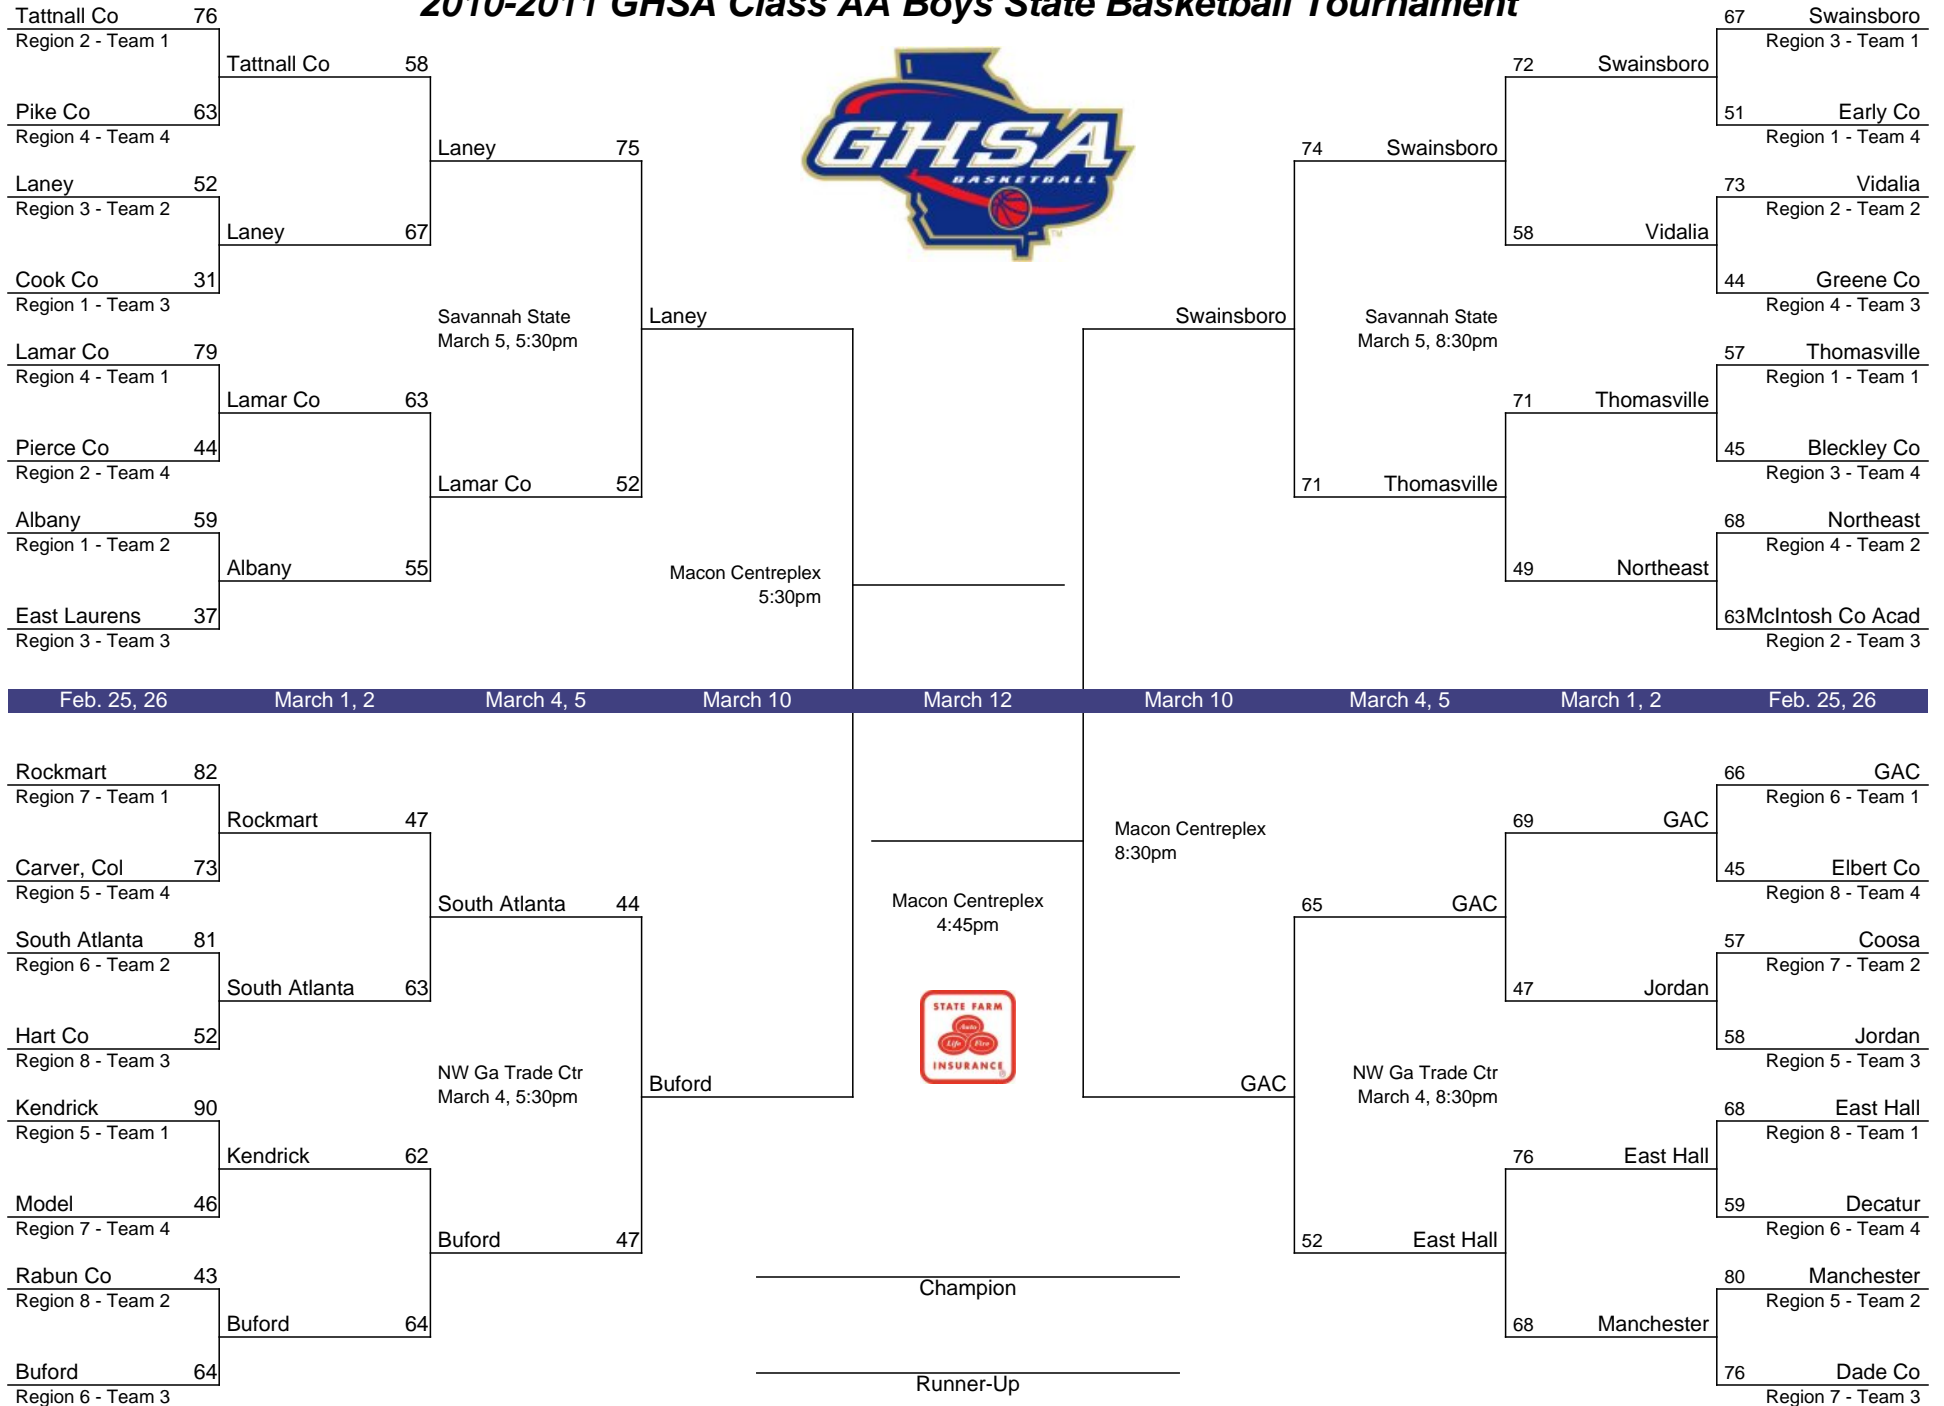 2010-2011 GHSA Class AA Boys State Basketball Tournament
Tattnall Co 76
Region 2 - Team 1
Pike Co 63
Region 4 - Team 4
Laney 52
Region 3 - Team 2
Cook Co 31
Region 1 - Team 3
Lamar Co 79
Region 4 - Team 1
Pierce Co 44
Region 2 - Team 4
Albany 59
Region 1 - Team 2
East Laurens 37
Region 3 - Team 3
Tattnall Co 58
Laney 67
Lamar Co 63
Albany 55
Laney 75
Savannah State
March 5, 5:30pm
Lamar Co 52
Laney
Macon Centreplex
5:30pm
GHSA
BASKETBALL
TM
Swainsboro
74 Swainsboro
Savannah State
March 5, 8:30pm
71 Thomasville
72 Swainsboro
58 Vidalia
71 Thomasville
49 Northeast
67 Swainsboro
Region 3 - Team 1
51 Early Co
Region 1 - Team 4
73 Vidalia
Region 2 - Team 2
44 Greene Co
Region 4 - Team 3
57 Thomasville
Region 1 - Team 1
45 Bleckley Co
Region 3 - Team 4
68 Northeast
Region 4 - Team 2
63McIntosh Co Acad
Region 2 - Team 3
Feb. 25, 26 March 1, 2 March 4, 5 March 10 March 12 March 10 March 4, 5 March 1, 2 Feb. 25, 26
Rockmart 82
Region 7 - Team 1
Carver, Col 73
Region 5 - Team 4
South Atlanta 81
Region 6 - Team 2
Hart Co 52
Region 8 - Team 3
Kendrick 90
Region 5 - Team 1
Model 46
Region 7 - Team 4
Rabun Co 43
Region 8 - Team 2
Buford 64
Region 6 - Team 3
Rockmart 47
South Atlanta 63
Kendrick 62
Buford 64
South Atlanta 44
NW Ga Trade Ctr
March 4, 5:30pm
Buford 47
Buford
Macon Centreplex
4:45pm
STATE FARM
Auto
Life Fire
INSURANCE
®
Champion
Runner-Up
Macon Centreplex
8:30pm
GAC
65 GAC
NW Ga Trade Ctr
March 4, 8:30pm
52 East Hall
69 GAC
47 Jordan
76 East Hall
68 Manchester
66 GAC
Region 6 - Team 1
45 Elbert Co
Region 8 - Team 4
57 Coosa
Region 7 - Team 2
58 Jordan
Region 5 - Team 3
68 East Hall
Region 8 - Team 1
59 Decatur
Region 6 - Team 4
80 Manchester
Region 5 - Team 2
76 Dade Co
Region 7 - Team 3